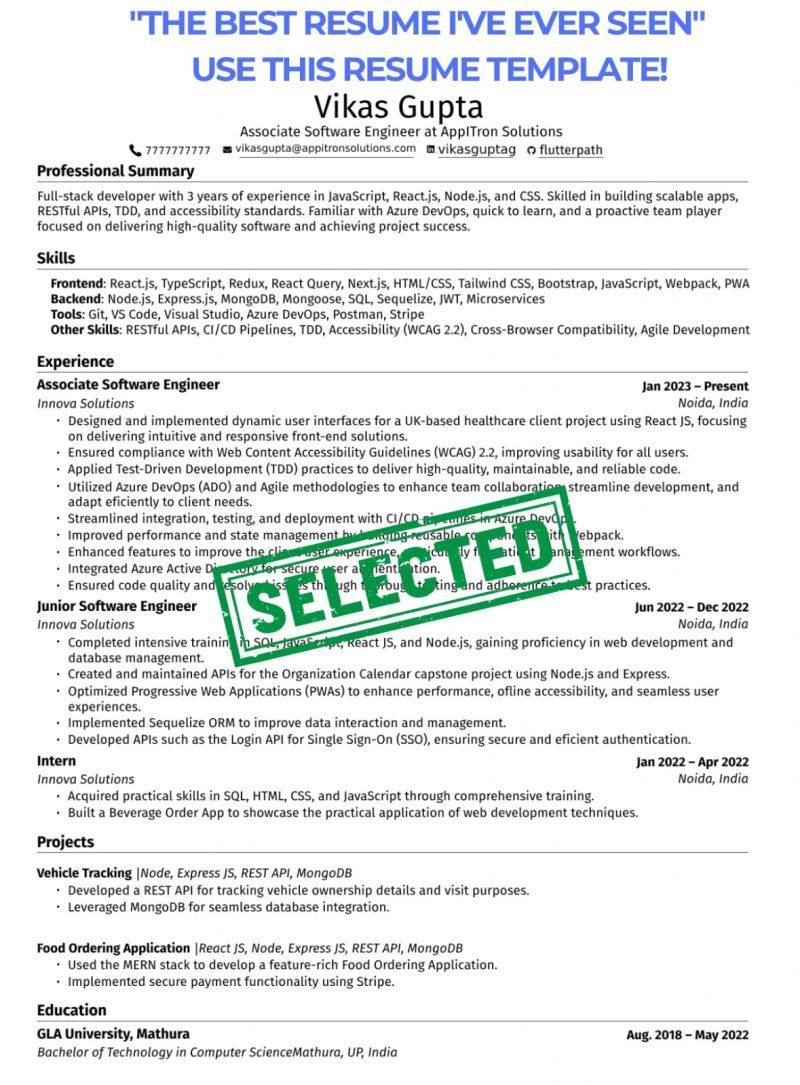 "THE BEST RESUME I'VE EVER SEEN"
USE THIS RESUME TEMPLATE!
Vikas Gupta
Associate Software Engineer at AppITron Solutions
7777777777 vikasgupta@appitronsolutions.com vikasguptag flutterpath
Professional Summary
Full-stack developer with 3 years of experience in JavaScript, React.js, Node.js, and CSS. Skilled in building scalable apps,
RESTful APIs, TDD, and accessibility standards. Familiar with Azure DevOps, quick to learn, and a proactive team player
focused on delivering high-quality software and achieving project success.
Skills
Frontend: React.js, TypeScript, Redux, React Query, Next.js, HTML/CSS, Tailwind CSS, Bootstrap, JavaScript, Webpack, PWA
Backend: Node.js, Express.js, MongoDB, Mongoose, SQL, Sequelize, JWT, Microservices
Tools: Git, VS Code, Visual Studio, Azure DevOps, Postman, Stripe
Other Skills: RESTful APIs, CI/CD Pipelines, TDD, Accessibility (WCAG 2.2), Cross-Browser Compatibility, Agile Development
Experience
Associate Software Engineer Jan 2023 – Present
Innova Solutions Noida, India
· Designed and implemented dynamic user interfaces for a UK-based healthcare client project using React JS, focusing
on delivering intuitive and responsive front-end solutions.
· Ensured compliance with Web Content Accessibility Guidelines (WCAG) 2.2, improving usability for all users.
· Applied Test-Driven Development (TDD) practices to deliver high-quality, maintainable, and reliable code.
· Utilized Azure DevOps (ADO) and Agile methodologies to enhance team collaboration, streamline development, and
adapt eficiently to client needs.
· Streamlined integration, testing, and deployment with CI/CD pipelines in Azure DevOps.
· Improved performance and state management by building reusable components with Webpack.
· Enhanced features to improve the client user experience, particularly for patient management workflows.
· Integrated Azure Active Directory for secure user authentication.
· Ensured code quality and resolved issues through thorough testing and adherence to best practices.
SELECTED
Junior Software Engineer Jun 2022 – Dec 2022
Innova Solutions Noida, India
· Completed intensive training in SQL, JavaScript, React JS, and Node.js, gaining proficiency in web development and
database management.
· Created and maintained APIs for the Organization Calendar capstone project using Node.js and Express.
· Optimized Progressive Web Applications (PWAs) to enhance performance, ofline accessibility, and seamless user
experiences.
· Implemented Sequelize ORM to improve data interaction and management.
· Developed APIs such as the Login API for Single Sign-On (SSO), ensuring secure and eficient authentication.
Intern Jan 2022 – Apr 2022
Innova Solutions Noida, India
· Acquired practical skills in SQL, HTML, CSS, and JavaScript through comprehensive training.
· Built a Beverage Order App to showcase the practical application of web development techniques.
Projects
Vehicle Tracking |Node, Express JS, REST API, MongoDB
· Developed a REST API for tracking vehicle ownership details and visit purposes.
· Leveraged MongoDB for seamless database integration.
Food Ordering Application |React JS, Node, Express JS, REST API, MongoDB
· Used the MERN stack to develop a feature-rich Food Ordering Application.
· Implemented secure payment functionality using Stripe.
Education
GLA University, Mathura Aug. 2018 – May 2022
Bachelor of Technology in Computer ScienceMathura, UP, India